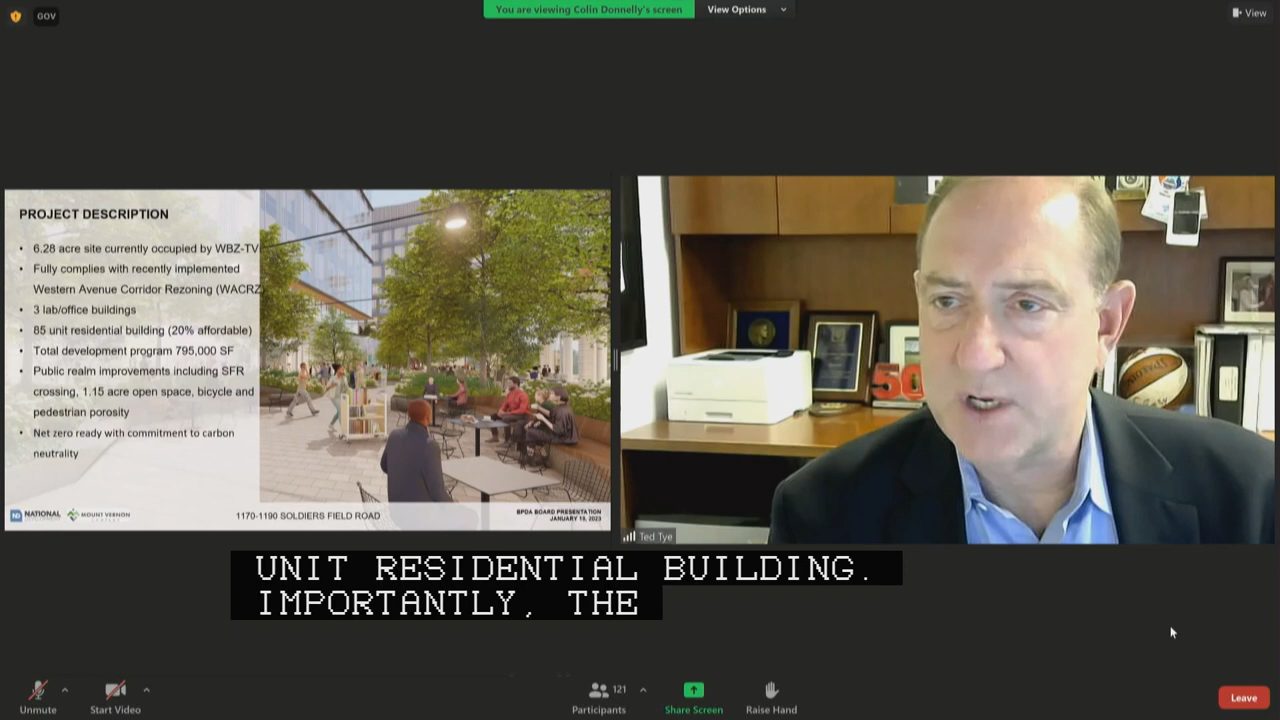 GOV
You are viewing Colin Donnelly's screen
View Options
View
PROJECT DESCRIPTION
• 6.28 acre site currently occupied by WBZ-TV
• Fully complies with recently implemented
Western Avenue Corridor Rezoning (WACRZ)
• 3 lab/office buildings
• 85 unit residential building (20% affordable)
• Total development program 795,000 SF
• Public realm improvements including SFR
crossing, 1.15 acre open space, bicycle and
pedestrian porosity
• Net zero ready with commitment to carbon
neutrality
ND NATIONAL
MOUNT VERNON
1170-1190 SOLDIERS FIELD ROAD
BPDA BOARD PRESENTATION
JANUARY 19, 2023
50
Spalding
Ted Tye
UNIT RESIDENTIAL BUILDING.
IMPORTANTLY, THE
Unmute
Start Video
Participants
121
Share Screen
Raise Hand
Leave